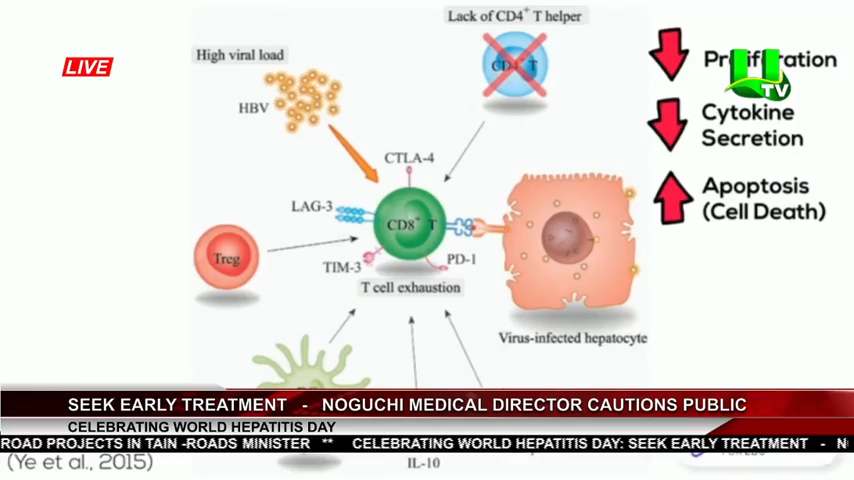 LIVE
High viral load
HBV
Lack of CD4+ T helper
CD4+ T
CTLA-4
LAG-3
CD8+ T
Treg
TIM-3
PD-1
T cell exhaustion
Virus-infected hepatocyte
Cytokine
Secretion
Apoptosis
(Cell Death)
UTV
SEEK EARLY TREATMENT - NOGUCHI MEDICAL DIRECTOR CAUTIONS PUBLIC
CELEBRATING WORLD HEPATITIS DAY
ROAD PROJECTS IN TAIN -ROADS MINISTER ** CELEBRATING WORLD HEPATITIS DAY: SEEK EARLY TREATMENT - N
(Ye et al., 2015)
IL-10